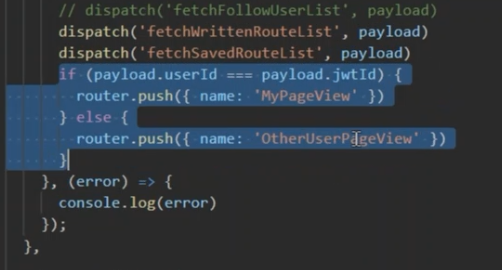 // dispatch('fetchFollowUserList', payload)
dispatch('fetchWrittenRouteList', payload)
dispatch('fetchSavedRouteList', payload)
if (payload.userId === payload.jwtId) {
router.push({ name: 'MyPageView' })
} else {
router.push({ name: 'OtherUserPageView' })
}
}, (error) => {
console.log(error)
});
},